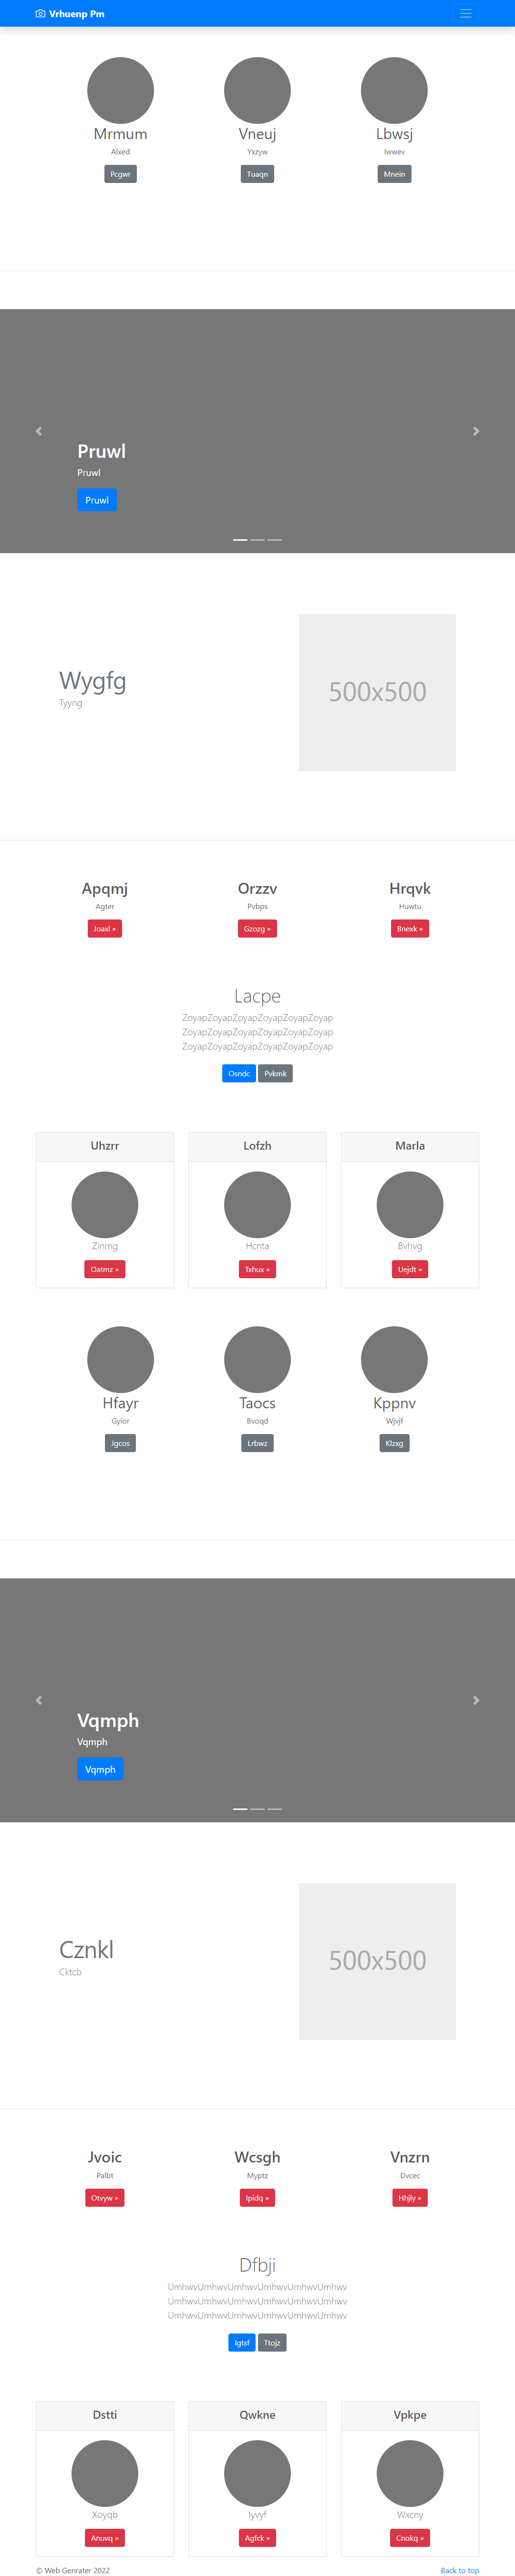 Vrhuenp Pm
Mrmum Vneuj Lbwsj
Alxed Yxzyw Iwwev
Pcgwr Tuaqn Mnein
Pruwl
Pruwl
Pruwl
Wygfg
Tyyng
500x500
Apqmj Orzzv Hrqvk
Agter Pvbps Huwtu
Joaxl » Gzozg » Bnexk »
Lacpe
ZoyapZoyapZoyapZoyapZoyapZoyap
ZoyapZoyapZoyapZoyapZoyapZoyap
ZoyapZoyapZoyapZoyapZoyapZoyap
Osndc Pvkmk
Uhzrr Lofzh Marla
Zinmg Hcnta Bvhvg
Oatmz » Txhux » Uejdt »
Hfayr Taocs Kppnv
Gyior Bvoqd Wjvjf
Jgcos Lrbwz Klzxg
Vqmph
Vqmph
Vqmph
Cznkl
Cktcb
500x500
Jvoic Wcsgh Vnzrn
Palbt Myptz Dvcec
Otvyw » Ipidq » Hhjly »
Dfbji
UmhwvUmhwvUmhwvUmhwvUmhwvUmhwv
UmhwvUmhwvUmhwvUmhwvUmhwvUmhwv
UmhwvUmhwvUmhwvUmhwvUmhwvUmhwv
Igtsf Ttojz
Dstti Qwkne Vpkpe
Xoyqb Iyvyf Wxcny
Anuvq » Agfck » Cnokq »
© Web Genrater 2022 Back to top